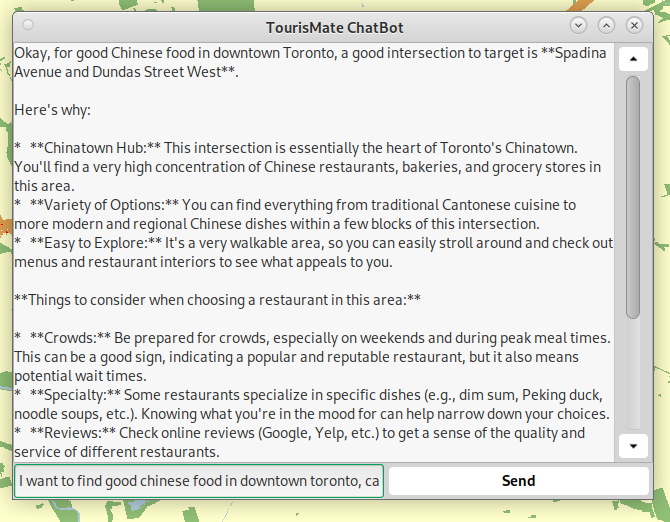 TourisMate ChatBot
Okay, for good Chinese food in downtown Toronto, a good intersection to target is **Spadina
Avenue and Dundas Street West**.
Here's why:
*   **Chinatown Hub:** This intersection is essentially the heart of Toronto's Chinatown.
You'll find a very high concentration of Chinese restaurants, bakeries, and grocery stores in
this area.
*   **Variety of Options:** You can find everything from traditional Cantonese cuisine to
more modern and regional Chinese dishes within a few blocks of this intersection.
*   **Easy to Explore:** It's a very walkable area, so you can easily stroll around and check out
menus and restaurant interiors to see what appeals to you.
**Things to consider when choosing a restaurant in this area:**
*   **Crowds:** Be prepared for crowds, especially on weekends and during peak meal times.
This can be a good sign, indicating a popular and reputable restaurant, but it also means
potential wait times.
*   **Specialty:** Some restaurants specialize in specific dishes (e.g., dim sum, Peking duck,
noodle soups, etc.). Knowing what you're in the mood for can help narrow down your choices.
*   **Reviews:** Check online reviews (Google, Yelp, etc.) to get a sense of the quality and
service of different restaurants.
I want to find good chinese food in downtown toronto, ca
Send